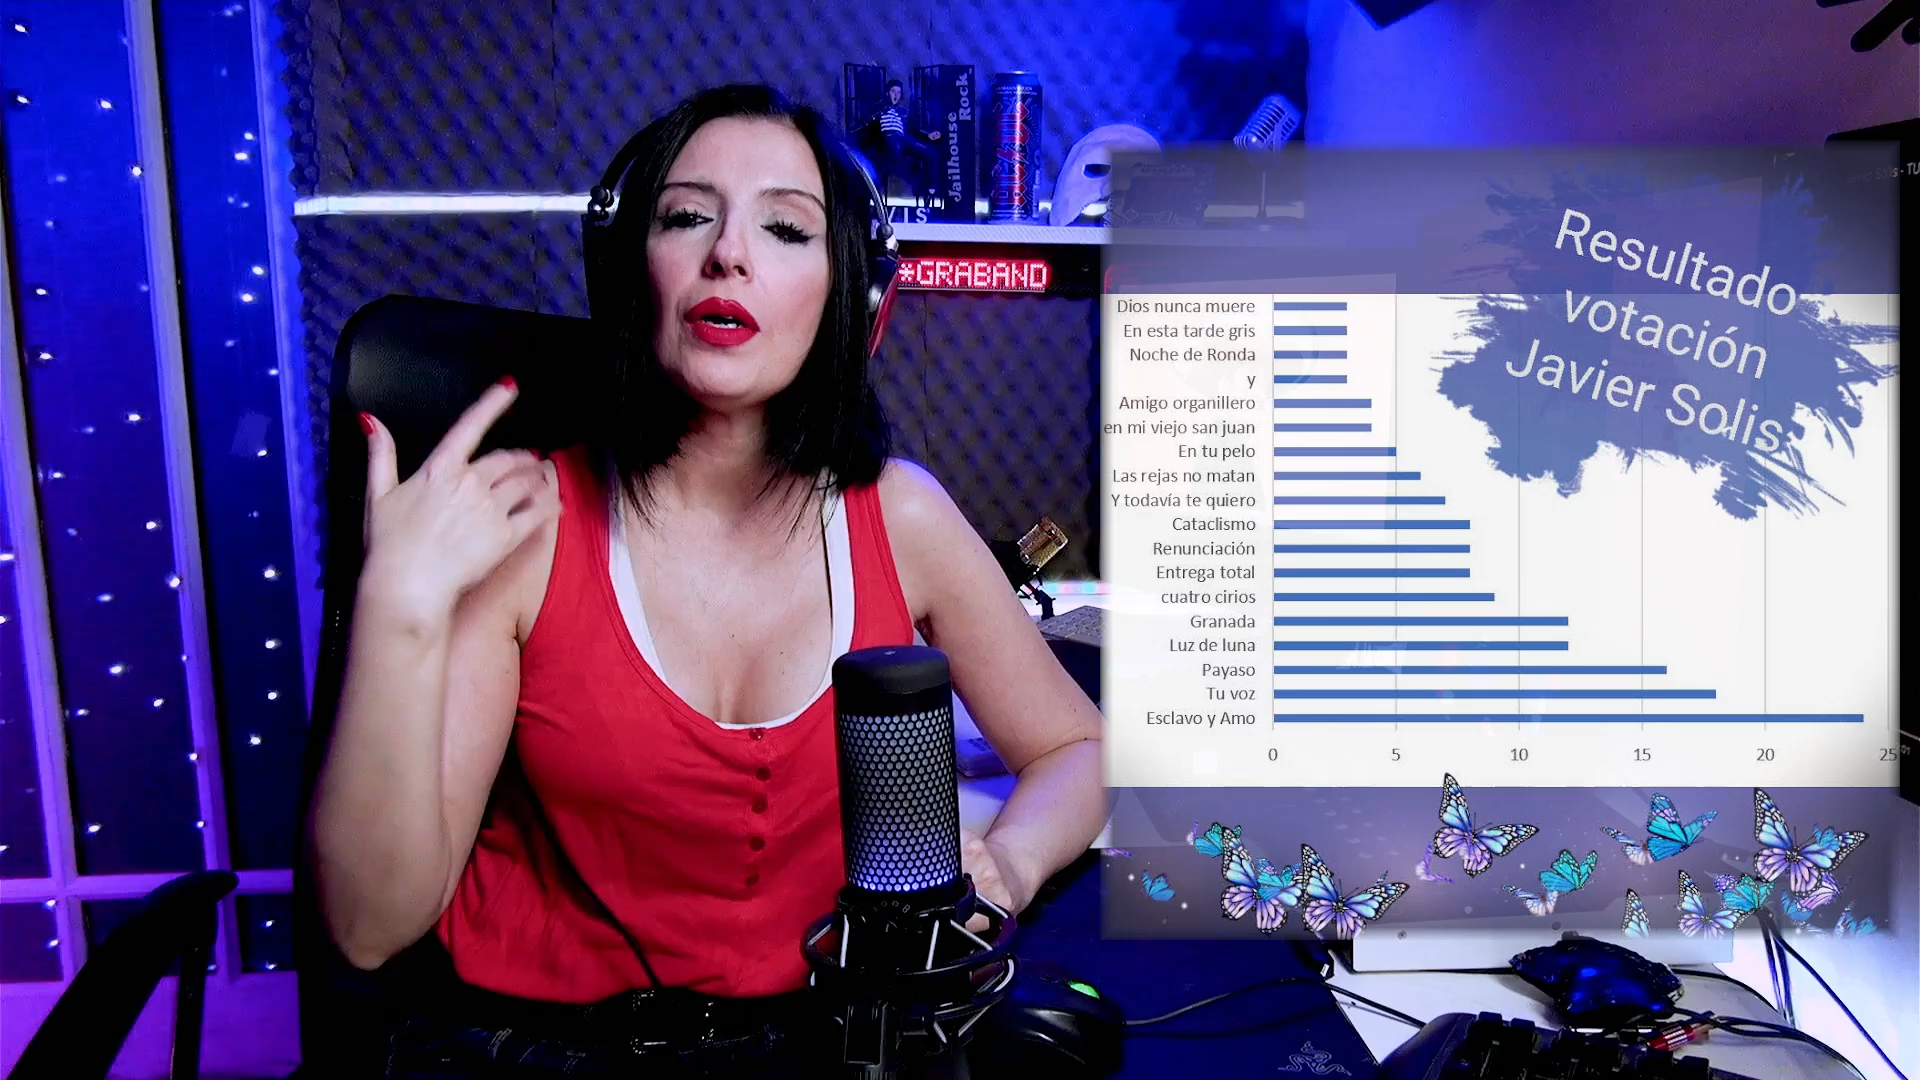 Jailhouse
Rock
VIS
*GRABAND
Resultado
votación
Javier Solis
Dios nunca muere
En esta tarde gris
Noche de Ronda
y
Amigo organillero
en mi viejo san juan
En tu pelo
Las rejas no matan
Y todavía te quiero
Cataclismo
Renunciación
Entrega total
cuatro cirios
Granada
Luz de luna
Payaso
Tu voz
Esclavo y Amo
0 5 10 15 20 25